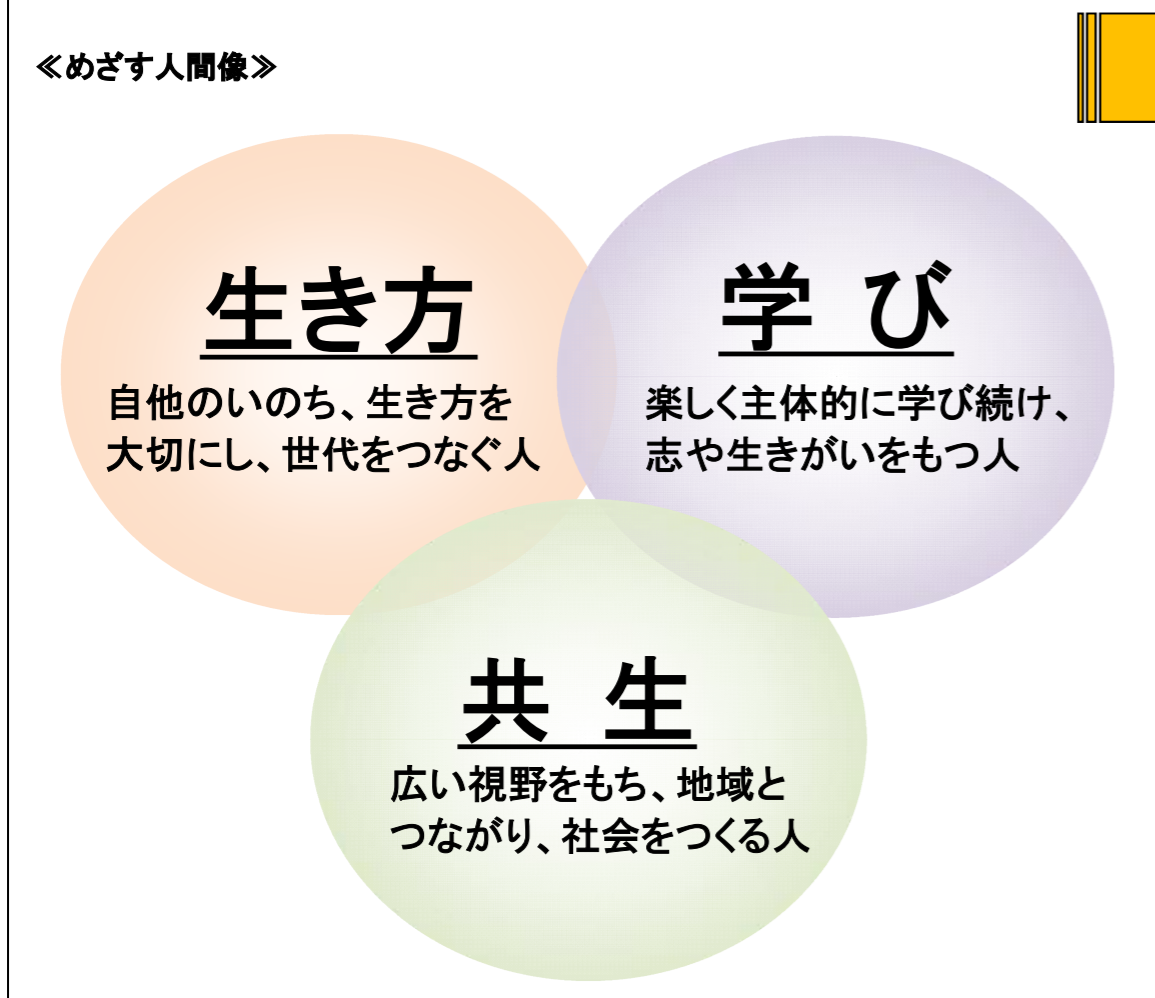 ≪めざす人間像≫
生き方
自他のいのち、生き方を
大切にし、世代をつなぐ人
学 び
楽しく主体的に学び続け、
志や生きがいをもつ人
共 生
広い視野をもち、地域と
つながり、社会をつくる人